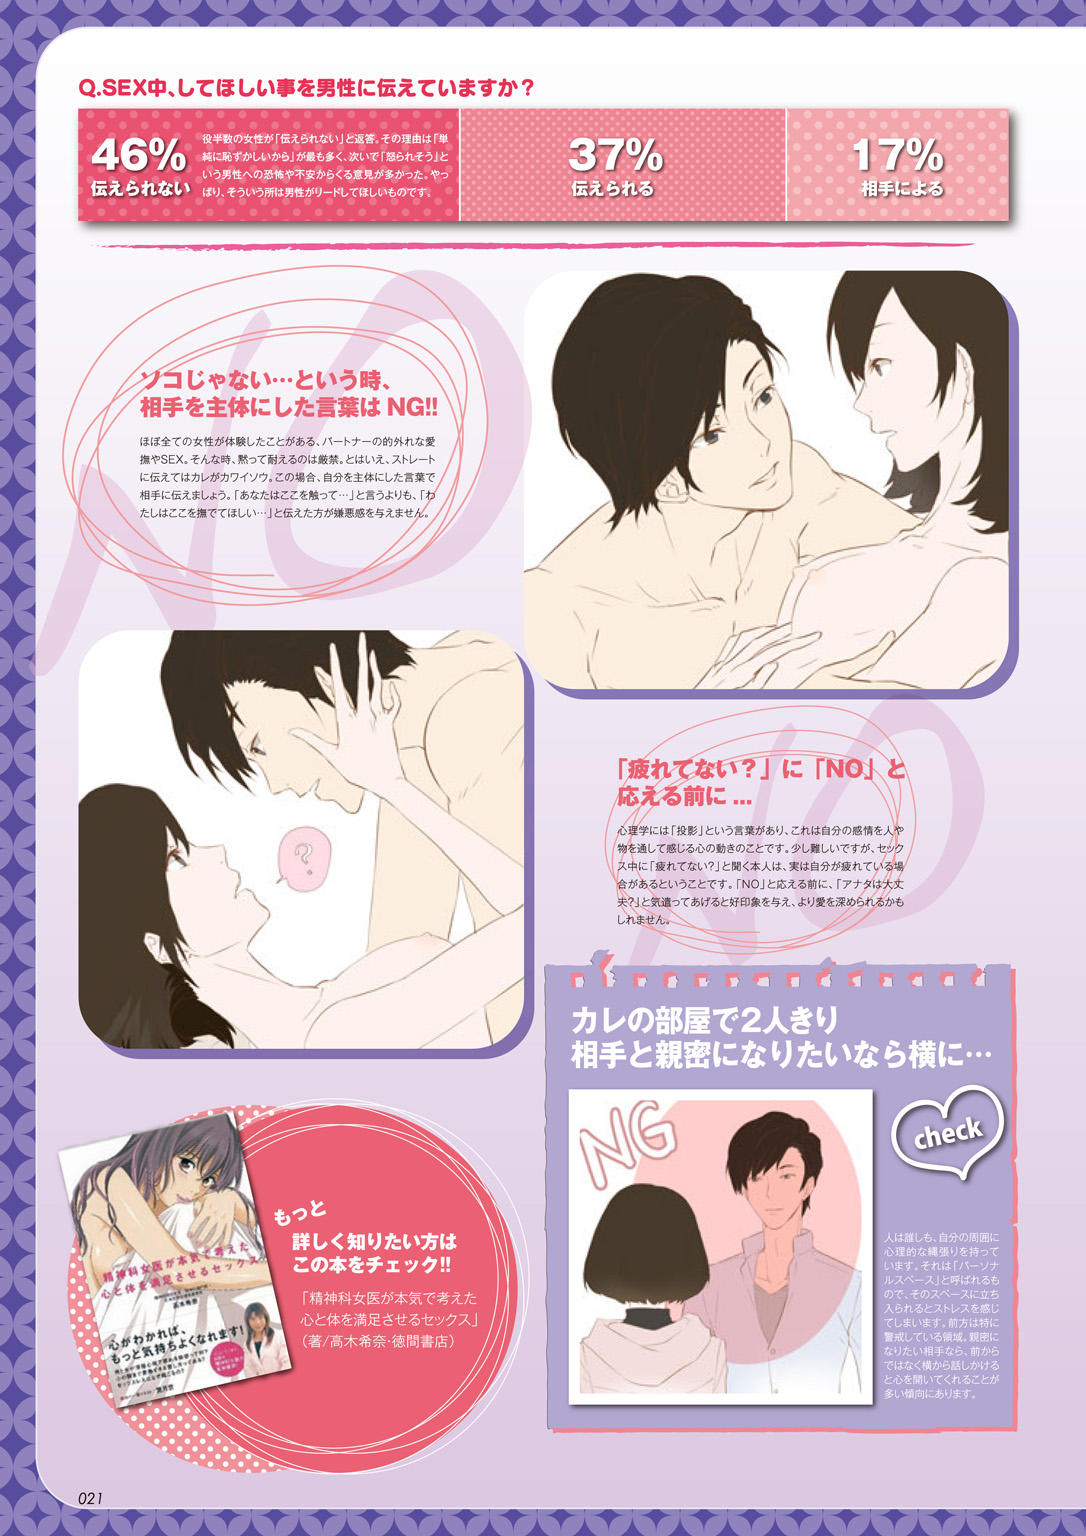 Q.SEX中、してほしい事を男性に伝えていますか？
46%
伝えられない
役半数の女性が「伝えられない」と返答。その理由は「単
純に恥ずかしいから」が最も多く、次いで「怒られそう」と
いう男性への恐怖や不安からくる意見が多かった。やっ
ぱり、そういう所は男性がリードしてほしいものです。
37%
伝えられる
17%
相手による
NO
ソコじゃない…という時、
相手を主体にした言葉は NG!!
ほぼ全ての女性が体験したことがある、パートナーの的外れな愛
撫やSEX。そんな時、黙って耐えるのは厳禁。とはいえ、ストレート
に伝えてはカレがカワイソウ。この場合、自分を主体にした言葉で
相手に伝えましょう。「あなたはここを触って…」と言うよりも、「わ
たしはここを撫でてほしい…」と伝えた方が嫌悪感を与えません。
?
NO
「疲れてない？」に「NO」と
応える前に ...
心理学には「投影」という言葉があり、これは自分の感情を人や
物を通して感じる心の動きのことです。少し難しいですが、セック
ス中に「疲れてない?」と聞く本人は、実は自分が疲れている場
合があるということです。「NO」と応える前に、「アナタは大丈
夫?」と気遣ってあげると好印象を与え、より愛を深められるかも
しれません。
カレの部屋で2人きり
相手と親密になりたいなら横に…
NG
check
人は誰しも、自分の周囲に
心理的な縄張りを持って
います。それは「パーソナ
ルスペース」と呼ばれるも
ので、そのスペースに立ち
入られるとストレスを感じ
てしまいます。前方は特に
警戒している領域。親密に
なりたい相手なら、前から
ではなく横から話しかける
と心を開いてくれることが
多い傾向にあります。
精神科女医が本気で考えた
心と体を満足させるセックス
高木希奈
心がわかれば、
もっと気持ちよくなれます!
もっと
詳しく知りたい方は
この本をチェック!!
「精神科女医が本気で考えた
心と体を満足させるセックス」
（著/高木希奈・徳間書店）
021